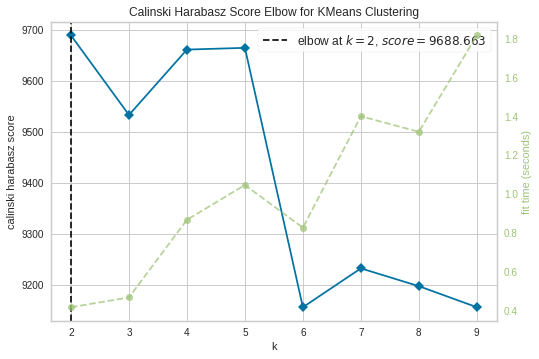 Calinski Harabasz Score Elbow for KMeans Clustering
elbow at k = 2, score = 9688.663
calinski harabasz score
9700
9600
9500
9400
9300
9200
1.8
1.6
1.4
1.2
1.0
0.8
0.6
0.4
fit time (seconds)
2 3 4 5 6 7 8 9
k